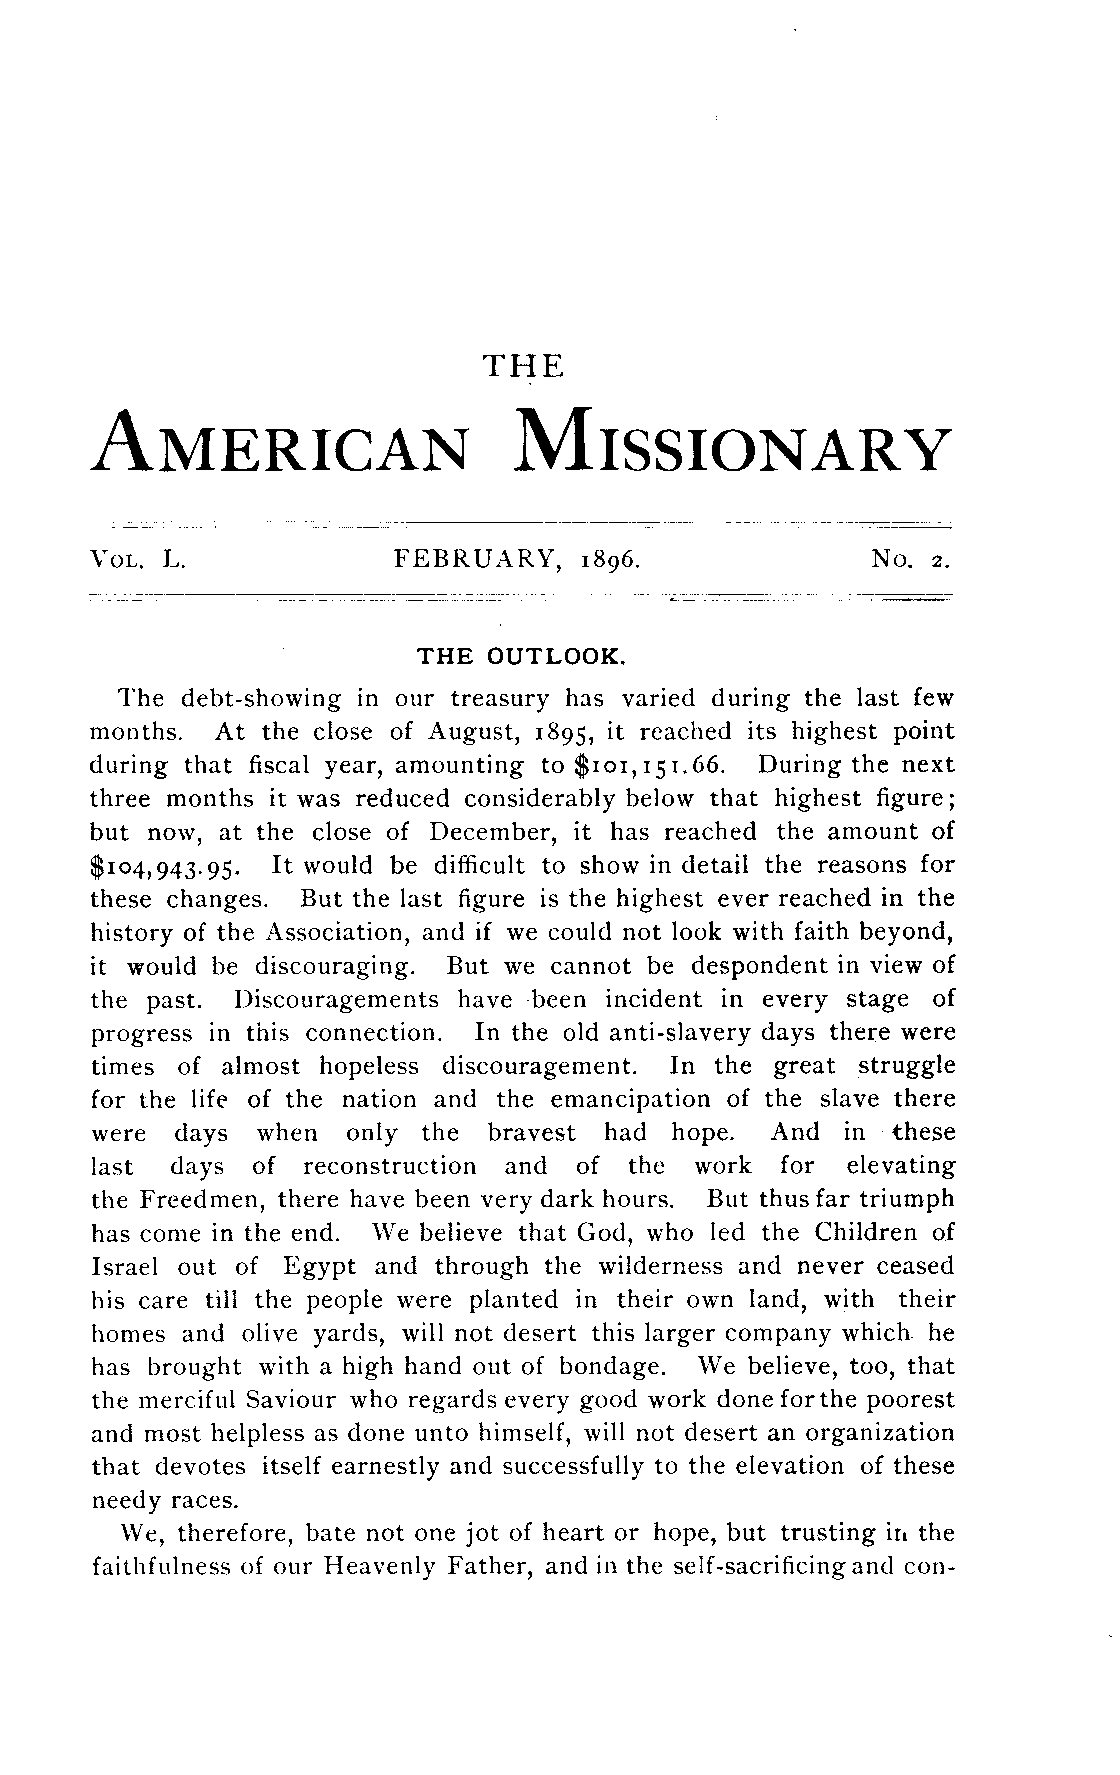 THE
AMERICAN MISSIONARY
VOL. L. FEBRUARY, 1896. No. 2.
THE OUTLOOK.
The debt-showing in our treasury has varied during the last few
months. At the close of August, 1895, it reached its highest point
during that fiscal year, amounting to $101,151.66. During the next
three months it was reduced considerably below that highest figure;
but now, at the close of December, it has reached the amount of
$104,943.95. It would be difficult to show in detail the reasons for
these changes. But the last figure is the highest ever reached in the
history of the Association, and if we could not look with faith beyond,
it would be discouraging. But we cannot be despondent in view of
the past. Discouragements have been incident in every stage of
progress in this connection. In the old anti-slavery days there were
times of almost hopeless discouragement. In the great struggle
for the life of the nation and the emancipation of the slave there
were days when only the bravest had hope. And in these
last days of reconstruction and of the work for elevating
the Freedmen, there have been very dark hours. But thus far triumph
has come in the end. We believe that God, who led the Children of
Israel out of Egypt and through the wilderness and never ceased
his care till the people were planted in their own land, with their
homes and olive yards, will not desert this larger company which he
has brought with a high hand out of bondage. We believe, too, that
the merciful Saviour who regards every good work done for the poorest
and most helpless as done unto himself, will not desert an organization
that devotes itself earnestly and successfully to the elevation of these
needy races.
We, therefore, bate not one jot of heart or hope, but trusting in the
faithfulness of our Heavenly Father, and in the self-sacrificing and con-